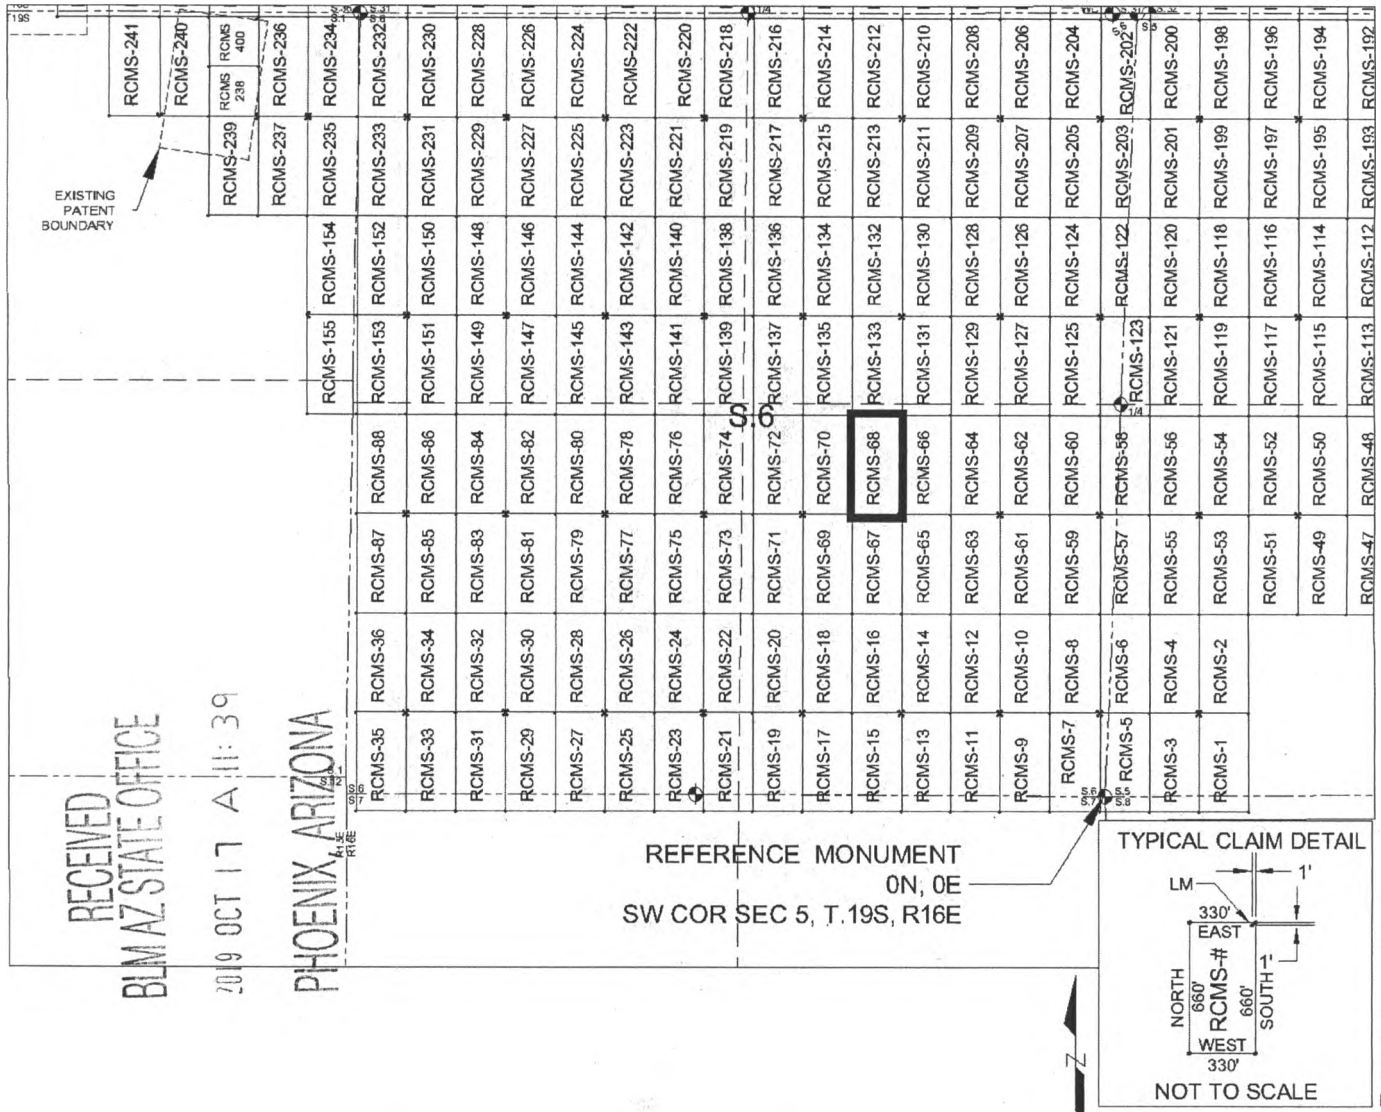 19S
S.31
S.1 S.6
1/4
S.31 S.32
S.6 S.5
RCMS-241
RCMS-240
RCMS
400
RCMS
238
RCMS-236
RCMS-234
RCMS-232
RCMS-230
RCMS-228
RCMS-226
RCMS-224
RCMS-222
RCMS-220
RCMS-218
RCMS-216
RCMS-214
RCMS-212
RCMS-210
RCMS-208
RCMS-206
RCMS-204
RCMS-202
RCMS-200
RCMS-198
RCMS-196
RCMS-194
RCMS-192
RCMS-239
RCMS-237
RCMS-235
RCMS-233
RCMS-231
RCMS-229
RCMS-227
RCMS-225
RCMS-223
RCMS-221
RCMS-219
RCMS-217
RCMS-215
RCMS-213
RCMS-211
RCMS-209
RCMS-207
RCMS-205
RCMS-203
RCMS-201
RCMS-199
RCMS-197
RCMS-195
RCMS-193
EXISTING
PATENT
BOUNDARY
RCMS-154
RCMS-152
RCMS-150
RCMS-148
RCMS-146
RCMS-144
RCMS-142
RCMS-140
RCMS-138
RCMS-136
RCMS-134
RCMS-132
RCMS-130
RCMS-128
RCMS-126
RCMS-124
RCMS-122
RCMS-120
RCMS-118
RCMS-116
RCMS-114
RCMS-112
RCMS-155
RCMS-153
RCMS-151
RCMS-149
RCMS-147
RCMS-145
RCMS-143
RCMS-141
RCMS-139
RCMS-137
RCMS-135
RCMS-133
RCMS-131
RCMS-129
RCMS-127
RCMS-125
RCMS-123
RCMS-121
RCMS-119
RCMS-117
RCMS-115
RCMS-113
S.6
1/4
RCMS-88
RCMS-86
RCMS-84
RCMS-82
RCMS-80
RCMS-78
RCMS-76
RCMS-74
RCMS-72
RCMS-70
RCMS-68
RCMS-66
RCMS-64
RCMS-62
RCMS-60
RCMS-58
RCMS-56
RCMS-54
RCMS-52
RCMS-50
RCMS-48
RCMS-87
RCMS-85
RCMS-83
RCMS-81
RCMS-79
RCMS-77
RCMS-75
RCMS-73
RCMS-71
RCMS-69
RCMS-67
RCMS-65
RCMS-63
RCMS-61
RCMS-59
RCMS-57
RCMS-55
RCMS-53
RCMS-51
RCMS-49
RCMS-47
RCMS-36
RCMS-34
RCMS-32
RCMS-30
RCMS-28
RCMS-26
RCMS-24
RCMS-22
RCMS-20
RCMS-18
RCMS-16
RCMS-14
RCMS-12
RCMS-10
RCMS-8
RCMS-6
RCMS-4
RCMS-2
RCMS-35
RCMS-33
RCMS-31
RCMS-29
RCMS-27
RCMS-25
RCMS-23
RCMS-21
RCMS-19
RCMS-17
RCMS-15
RCMS-13
RCMS-11
RCMS-9
RCMS-7
RCMS-5
RCMS-3
RCMS-1
S.6
S.7
S.6 S.5
S.7 S.8
R15E
R16E
RECEIVED
BLM AZ STATE OFFICE
2019 OCT 17 A 11: 39
PHOENIX, ARIZONA
REFERENCE MONUMENT
0N, 0E
SW COR SEC 5, T.19S, R16E
TYPICAL CLAIM DETAIL
1'
LM
330'
EAST
NORTH
660'
RCMS-#
660'
SOUTH
1'
WEST
330'
NOT TO SCALE
N